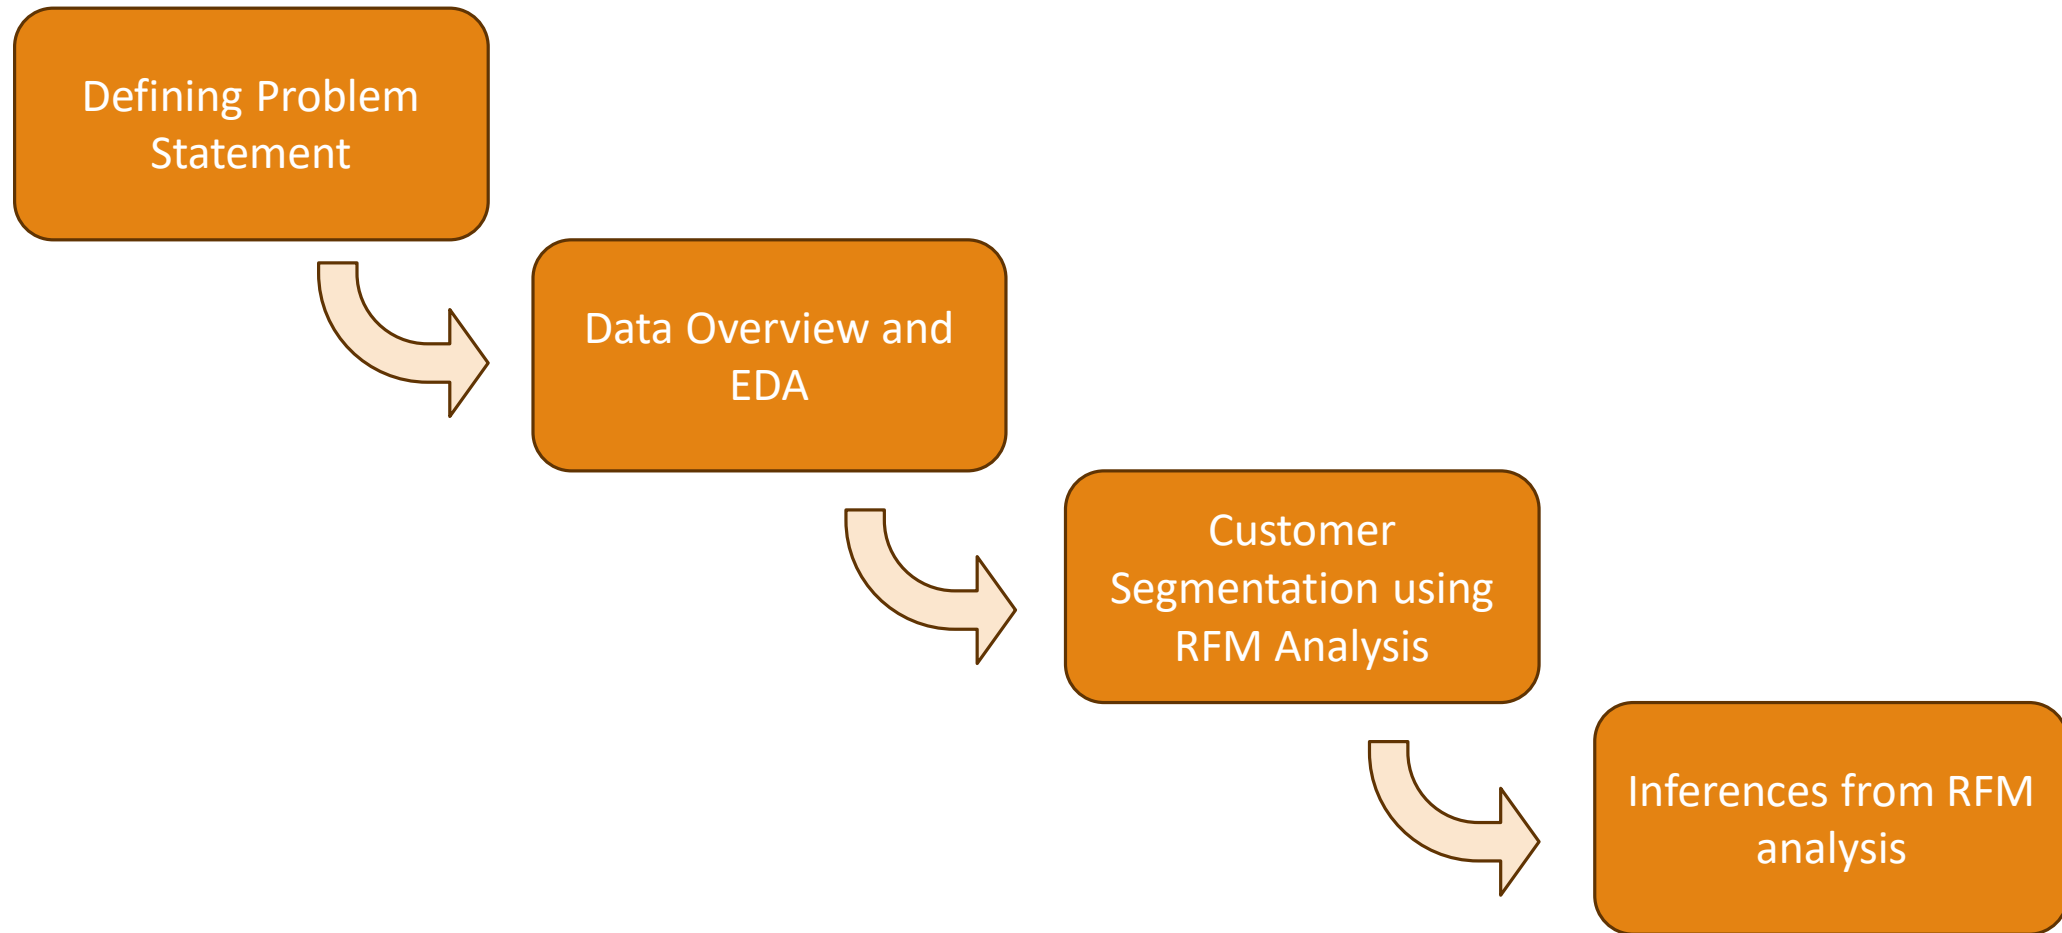 Defining Problem
Statement
Data Overview and
EDA
Customer
Segmentation using
RFM Analysis
Inferences from RFM
analysis